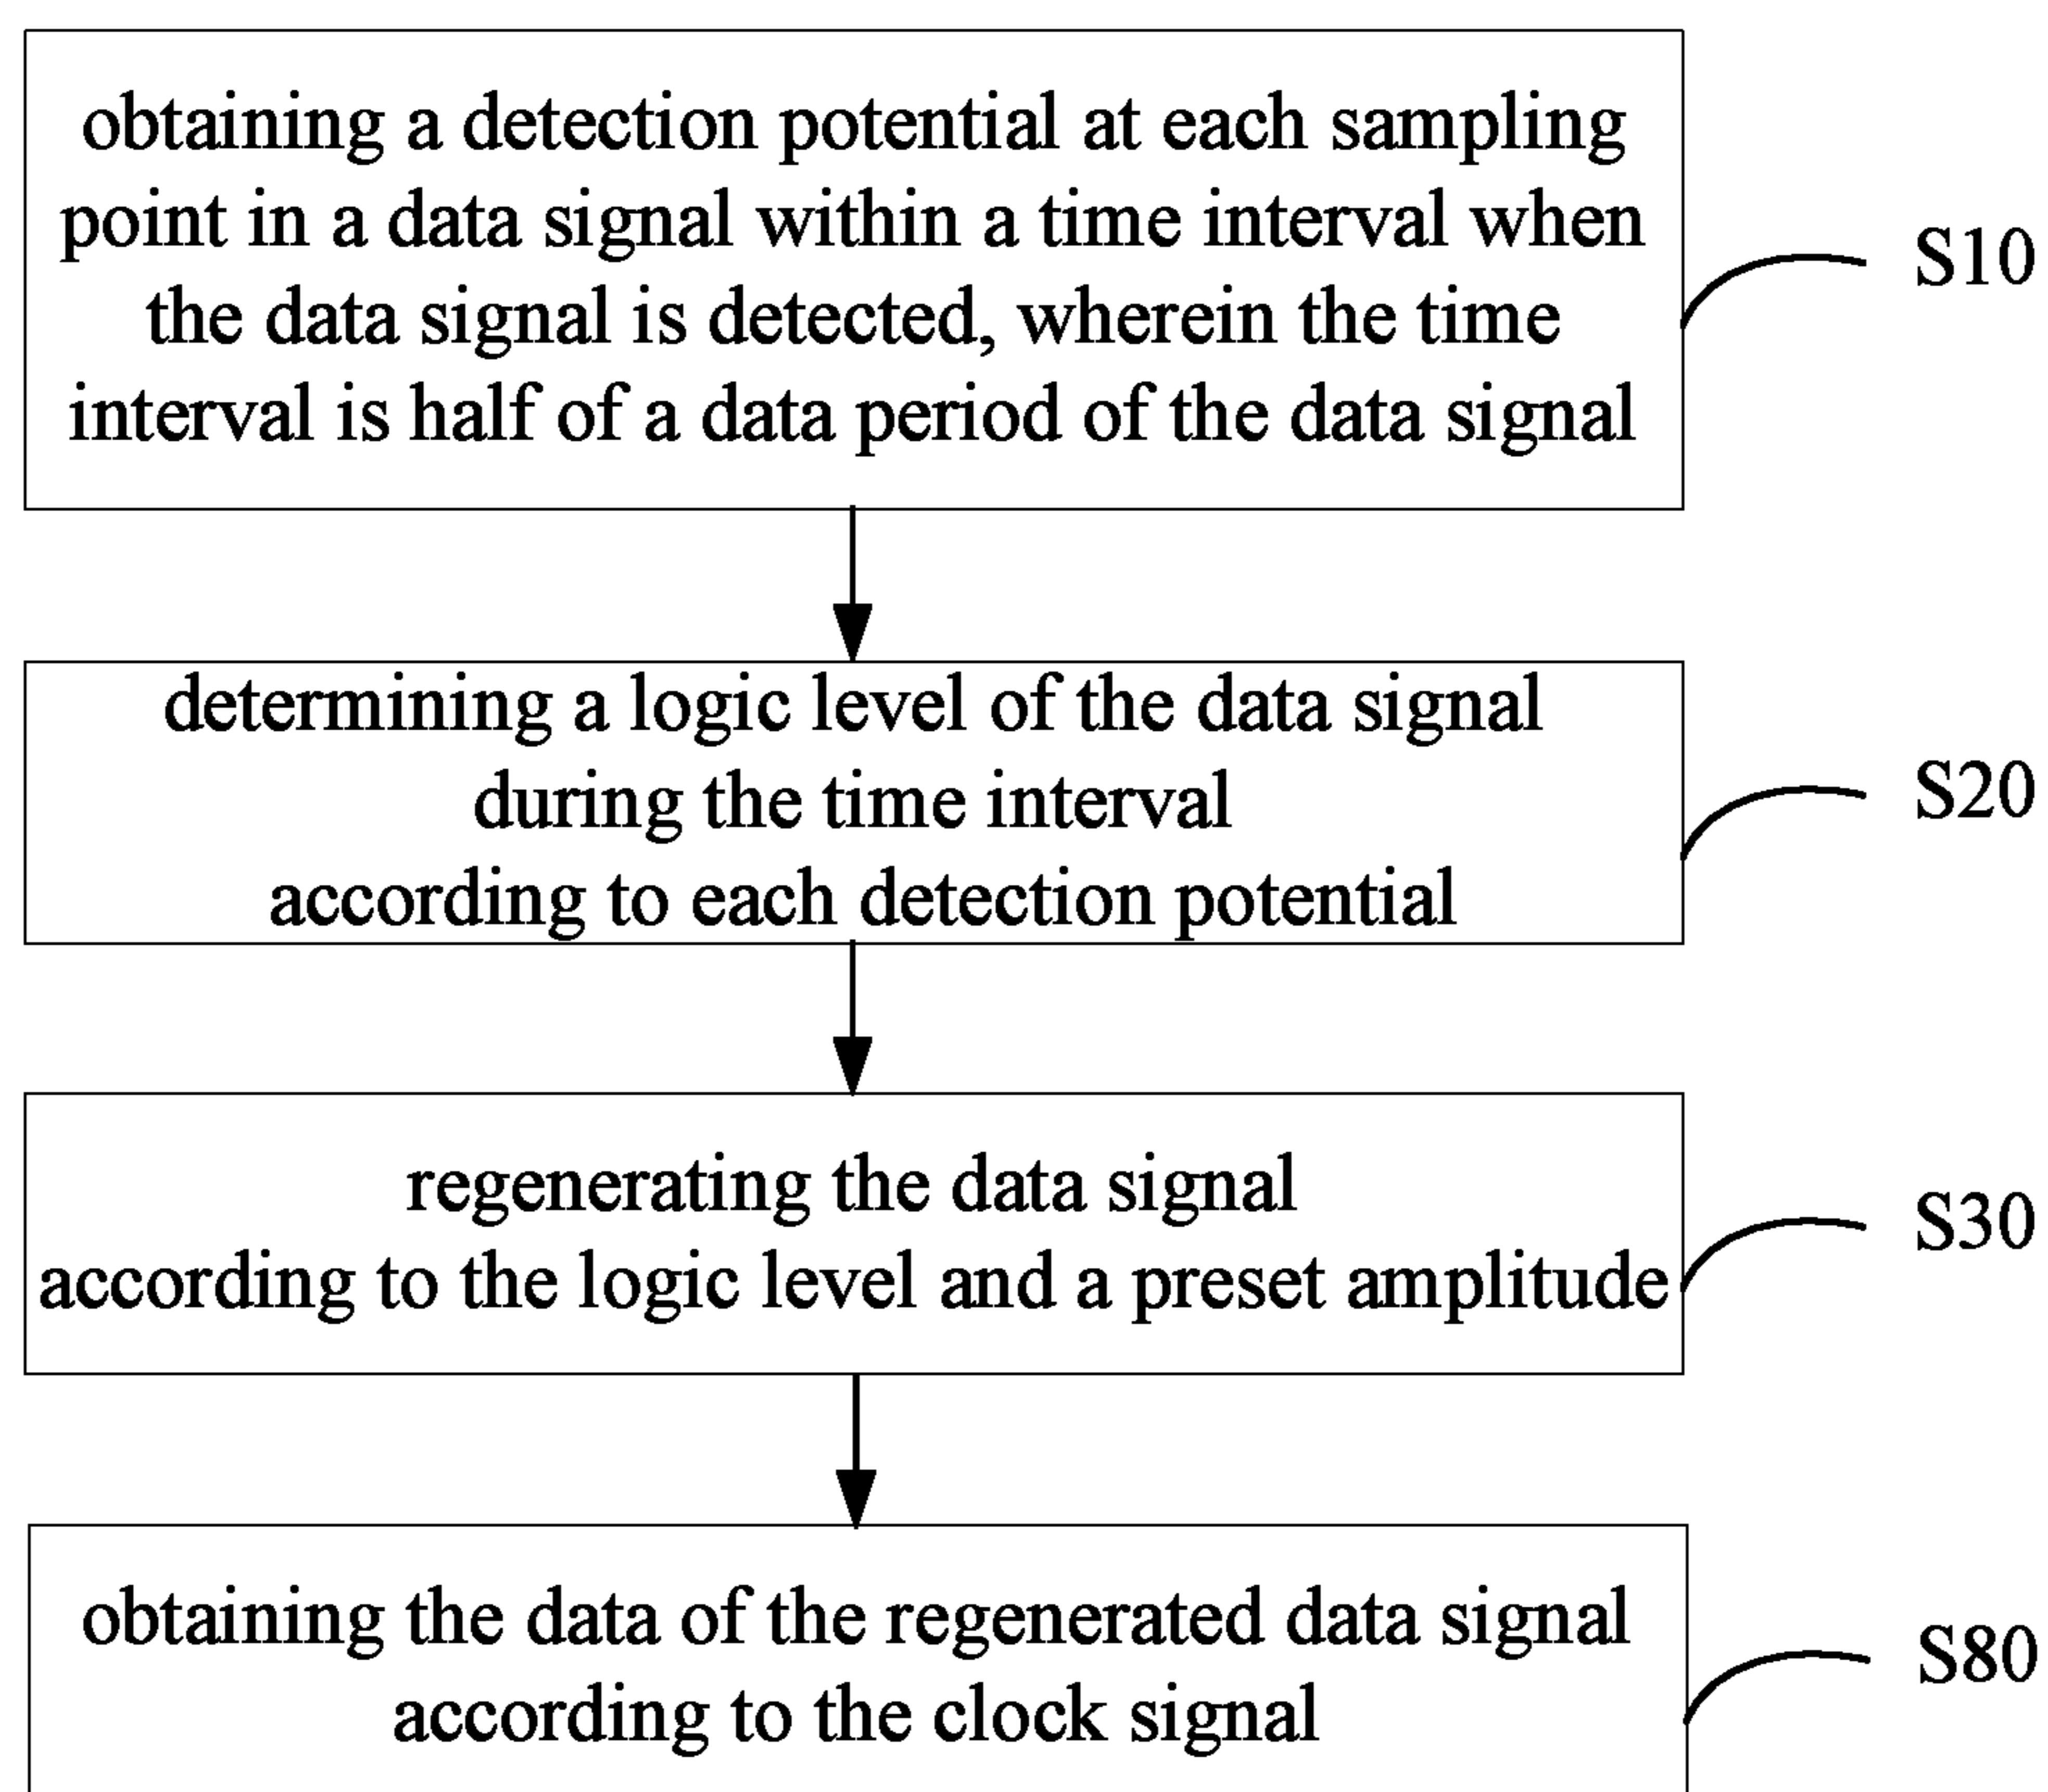 obtaining a detection potential at each sampling
point in a data signal within a time interval when
the data signal is detected, wherein the time
interval is half of a data period of the data signal
S10
determining a logic level of the data signal
during the time interval
according to each detection potential
S20
regenerating the data signal
according to the logic level and a preset amplitude
S30
obtaining the data of the regenerated data signal
according to the clock signal
S80